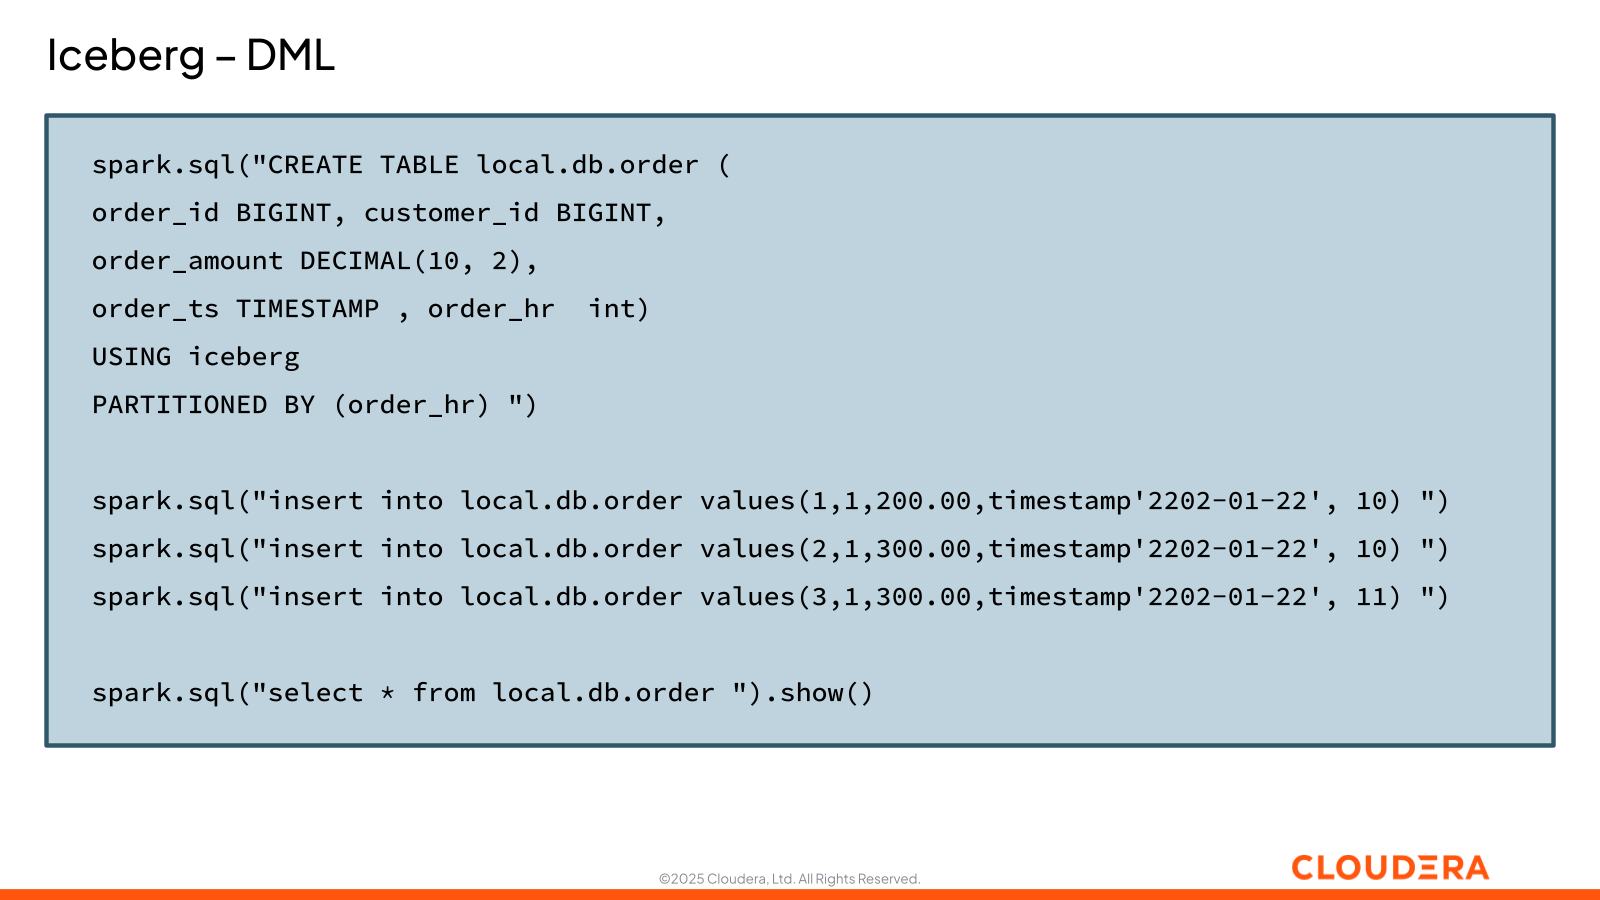 Iceberg – DML
spark.sql("CREATE TABLE local.db.order (
order_id BIGINT, customer_id BIGINT,
order_amount DECIMAL(10, 2),
order_ts TIMESTAMP , order_hr  int)
USING iceberg
PARTITIONED BY (order_hr) ")
spark.sql("insert into local.db.order values(1,1,200.00,timestamp'2202-01-22', 10) ")
spark.sql("insert into local.db.order values(2,1,300.00,timestamp'2202-01-22', 10) ")
spark.sql("insert into local.db.order values(3,1,300.00,timestamp'2202-01-22', 11) ")
spark.sql("select * from local.db.order ").show()
©2025 Cloudera, Ltd. All Rights Reserved.
CLOUDERA